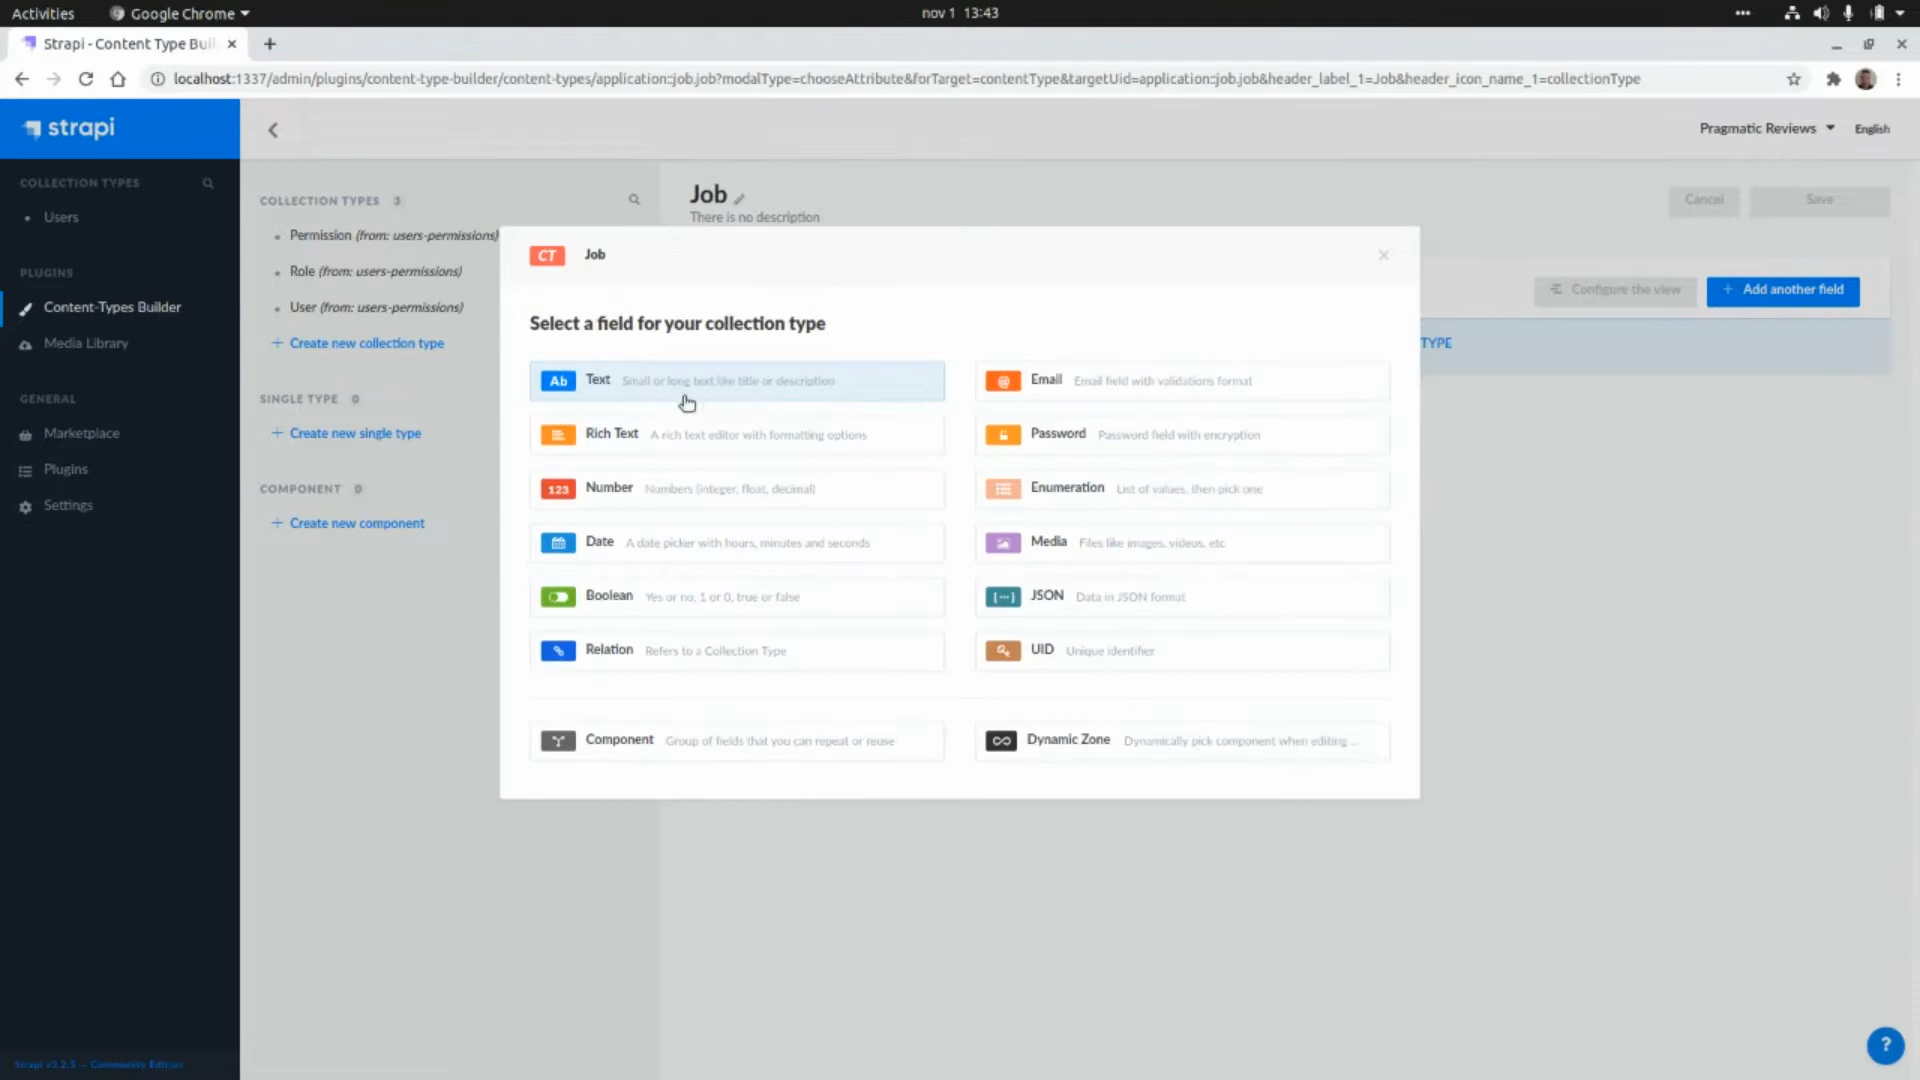 Activities Google Chrome nov 1 13:43
Strapi - Content Type Buil
localhost:1337/admin/plugins/content-type-builder/content-types/application::job.job?modalType=chooseAttribute&forTarget=contentType&targetUid=application::job.job&header_label_1=Job&header_icon_name_1=collectionType
strapi
Pragmatic Reviews English
COLLECTION TYPES
Users
PLUGINS
Content-Types Builder
Media Library
GENERAL
Marketplace
Plugins
Settings
Strapi v3.2.5 — Community Edition
COLLECTION TYPES 3
Permission (from: users-permissions)
Role (from: users-permissions)
User (from: users-permissions)
+ Create new collection type
SINGLE TYPE 0
+ Create new single type
COMPONENT 0
+ Create new component
Job
There is no description
Cancel Save
Configure the view + Add another field
TYPE
CT Job
Select a field for your collection type
Ab Text Small or long text like title or description
@ Email Email field with validations format
Rich Text A rich text editor with formatting options
Password Password field with encryption
123 Number Numbers (integer, float, decimal)
Enumeration List of values, then pick one
Date A date picker with hours, minutes and seconds
Media Files like images, videos, etc
Boolean Yes or no, 1 or 0, true or false
JSON Data in JSON format
Relation Refers to a Collection Type
UID Unique identifier
Component Group of fields that you can repeat or reuse
Dynamic Zone Dynamically pick component when editing ...
?